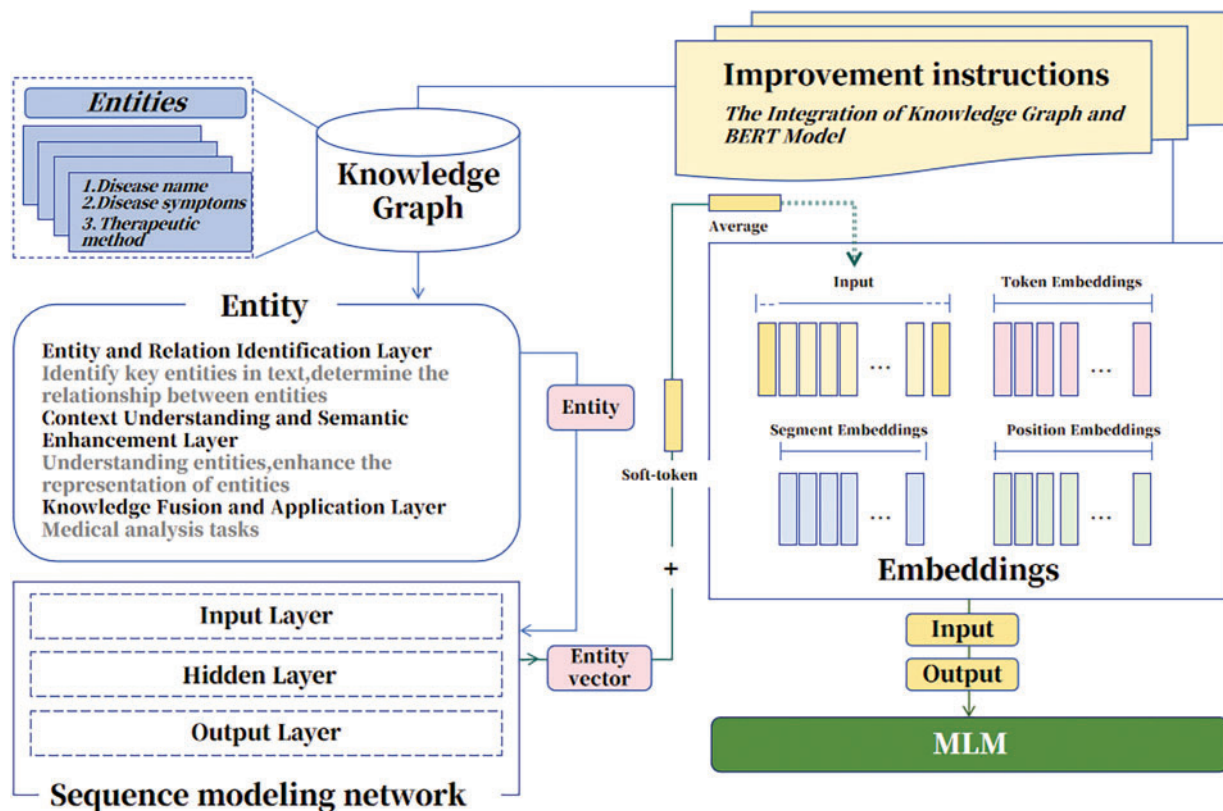 Improvement instructions
The Integration of Knowledge Graph and
BERT Model
Entities
1.Disease name
2.Disease symptoms
3. Therapeutic
method
Knowledge
Graph
Entity
Entity and Relation Identification Layer
Identify key entities in text,determine the
relationship between entities
Context Understanding and Semantic
Enhancement Layer
Understanding entities,enhance the
representation of entities
Knowledge Fusion and Application Layer
Medical analysis tasks
Entity
Input Layer
Hidden Layer
Output Layer
Sequence modeling network
Entity
vector
+
Soft-token
Average
Input
...
Token Embeddings
...
Segment Embeddings
...
Position Embeddings
...
Embeddings
Input
Output
MLM